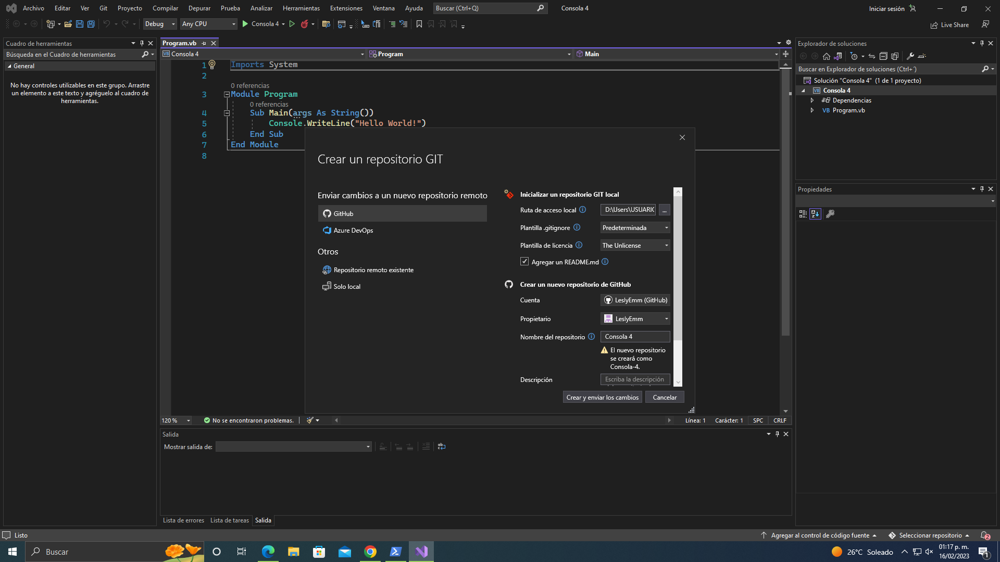 Archivo Editar Ver Git Proyecto Compilar Depurar Prueba Analizar Herramientas Extensiones Ventana Ayuda Buscar (Ctrl+Q) Consola 4 Iniciar sesión
Debug Any CPU Consola 4 Live Share
Cuadro de herramientas
Búsqueda en el Cuadro de herramientas
General
No hay controles utilizables en este grupo. Arrastre
un elemento a este texto y agréguelo al cuadro de
herramientas.
Program.vb
VB Consola 4 Program Main
1 Imports System
2
0 referencias
3 Module Program
0 referencias
4 Sub Main(args As String())
5 Console.WriteLine("Hello World!")
6 End Sub
7 End Module
8
Crear un repositorio GIT
Enviar cambios a un nuevo repositorio remoto
GitHub
Azure DevOps
Otros
Repositorio remoto existente
Solo local
Inicializar un repositorio GIT local
Ruta de acceso local D:\Users\USUARIO ...
Plantilla .gitignore Predeterminada
Plantilla de licencia The Unlicense
Agregar un README.md
Crear un nuevo repositorio de GitHub
Cuenta LeslyEmm (GitHub)
Propietario LeslyEmm
Nombre del repositorio Consola 4
El nuevo repositorio
se creará como
Consola-4.
Descripción Escriba la descripción
Crear y enviar los cambios Cancelar
120 % No se encontraron problemas. Línea: 1 Carácter: 1 SPC CRLF
Salida
Mostrar salida de:
Lista de errores Lista de tareas Salida
Explorador de soluciones
Buscar en Explorador de soluciones (Ctrl+´)
Solución "Consola 4" (1 de 1 proyecto)
VB Consola 4
Dependencias
VB Program.vb
Propiedades
Listo Agregar al control de código fuente Seleccionar repositorio 2
Buscar 26°C Soleado 01:17 p. m.
16/02/2023 1